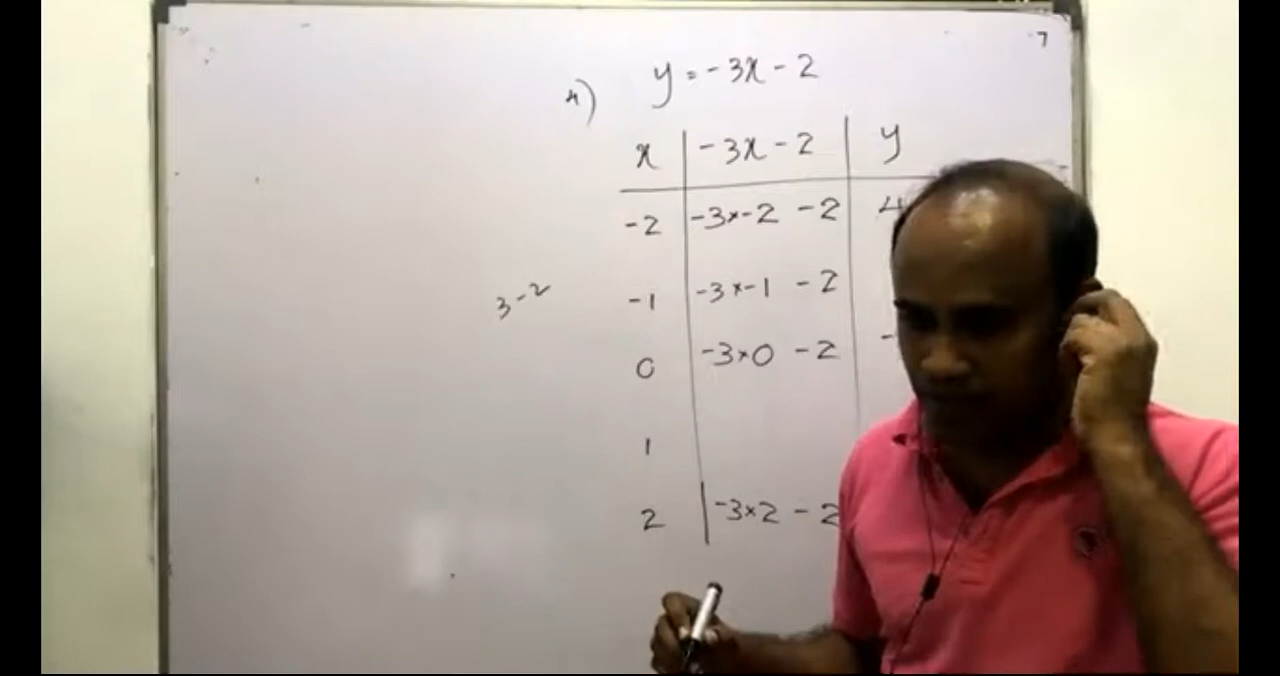 7
4) y = -3x - 2
x | -3x - 2 | y
-2 | -3×-2 -2 | 4
3-2
-1 | -3×-1 -2
0 | -3×0 -2 | -
1
2 | -3×2 -2